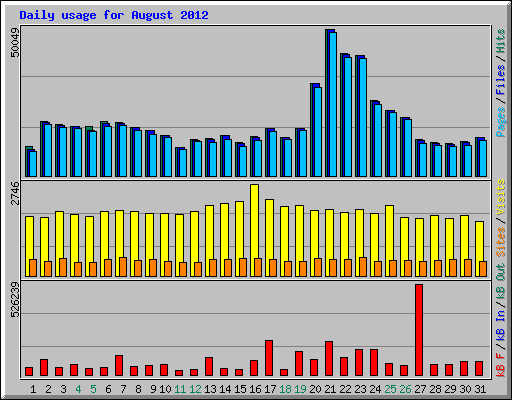 Daily usage for August 2012
50049
Pages / Files / Hits
2746
Sites / Visits
526239
kB F / kB In / kB Out
1 2 3 4 5 6 7 8 9 10 11 12 13 14 15 16 17 18 19 20 21 22 23 24 25 26 27 28 29 30 31